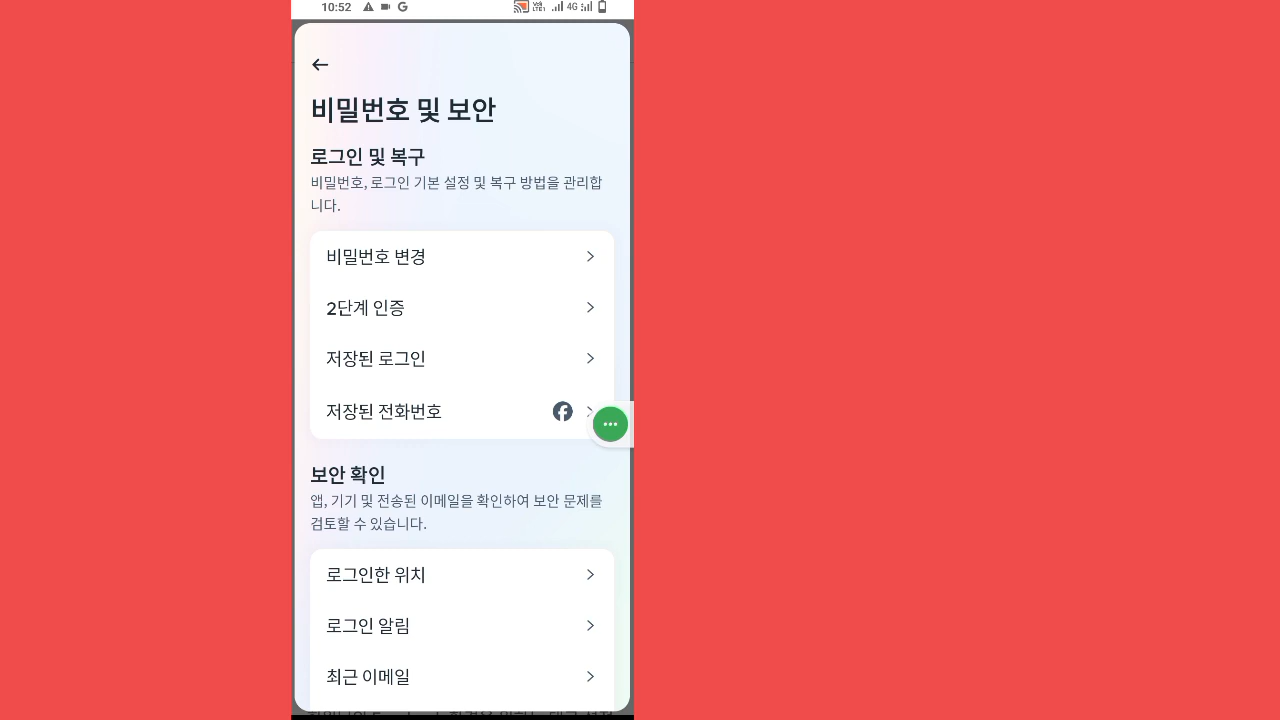 10:52
4G
비밀번호 및 보안
로그인 및 복구
비밀번호, 로그인 기본 설정 및 복구 방법을 관리합
니다.
비밀번호 변경
2단계 인증
저장된 로그인
저장된 전화번호
보안 확인
앱, 기기 및 전송된 이메일을 확인하여 보안 문제를
검토할 수 있습니다.
로그인한 위치
로그인 알림
최근 이메일